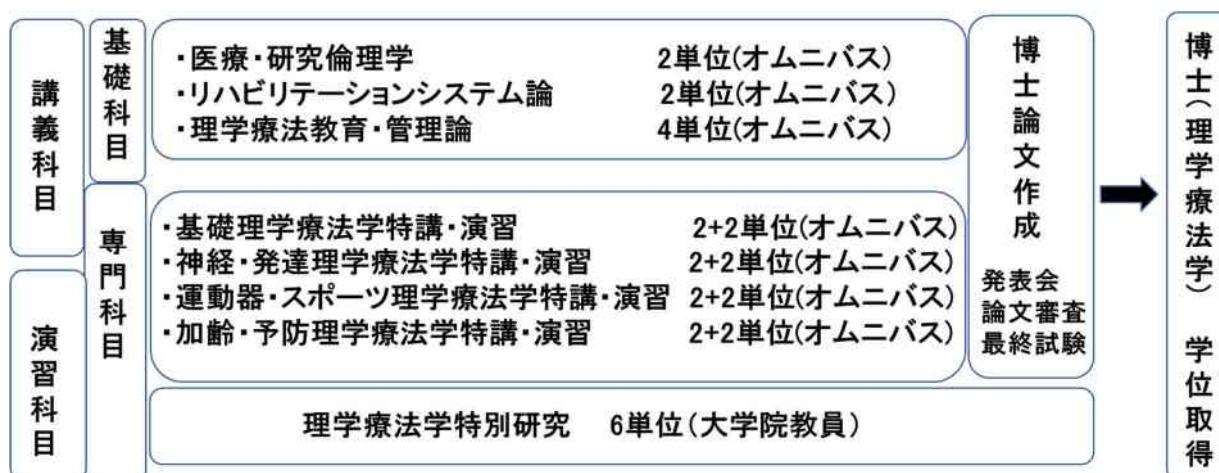 講義科目
演習科目
基礎科目
専門科目
・医療・研究倫理学 2単位(オムニバス)
・リハビリテーションシステム論 2単位(オムニバス)
・理学療法教育・管理論 4単位(オムニバス)
・基礎理学療法学特講・演習 2+2単位(オムニバス)
・神経・発達理学療法学特講・演習 2+2単位(オムニバス)
・運動器・スポーツ理学療法学特講・演習 2+2単位(オムニバス)
・加齢・予防理学療法学特講・演習 2+2単位(オムニバス)
理学療法学特別研究 6単位(大学院教員)
博士論文作成
発表会
論文審査
最終試験
博士(理学療法学) 学位取得